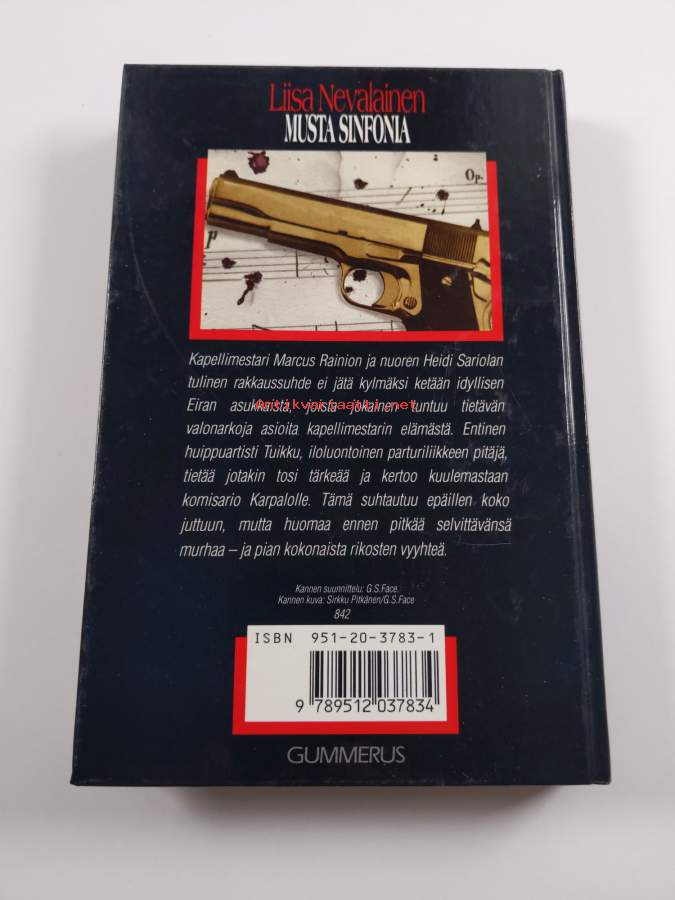 Liisa Nevalainen
MUSTA SINFONIA
Op.
p
Kapellimestari Marcus Rainion ja nuoren Heidi Sariolan
tulinen rakkaussuhde ei jätä kylmäksi ketään idyllisen
Eiran asukkaista, joista jokainen tuntuu tietävän
Antikvariaatti.net
valonarkoja asioita kapellimestarin elämästä. Entinen
huippuartisti Tuikku, iloluontoinen parturiliikkeen pitäjä,
tietää jotakin tosi tärkeää ja kertoo kuulemastaan
komisario Karpalolle. Tämä suhtautuu epäillen koko
juttuun, mutta huomaa ennen pitkää selvittävänsä
murhaa – ja pian kokonaista rikosten vyyhteä.
Kannen suunnittelu: G.S.Face
Kannen kuva: Sirkku Pitkänen/G.S.Face
842
ISBN 951-20-3783-1
9 789512 037834
GUMMERUS